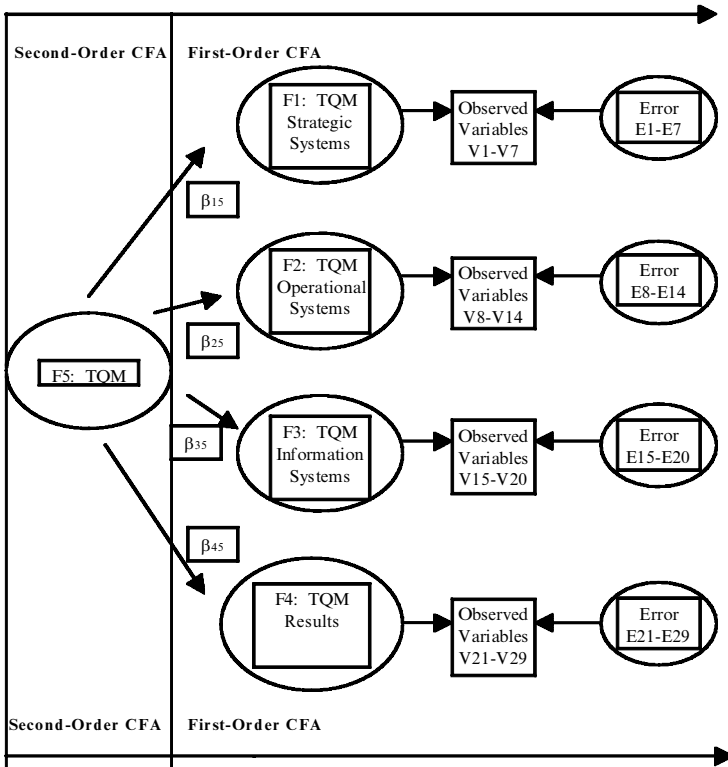 Second-Order CFA
First-Order CFA
F1: TQM
Strategic
Systems
Observed
Variables
V1-V7
Error
E1-E7
β15
F2: TQM
Operational
Systems
Observed
Variables
V8-V14
Error
E8-E14
β25
F5: TQM
F3: TQM
Information
Systems
Observed
Variables
V15-V20
Error
E15-E20
β35
β45
F4: TQM
Results
Observed
Variables
V21-V29
Error
E21-E29
Second-Order CFA
First-Order CFA